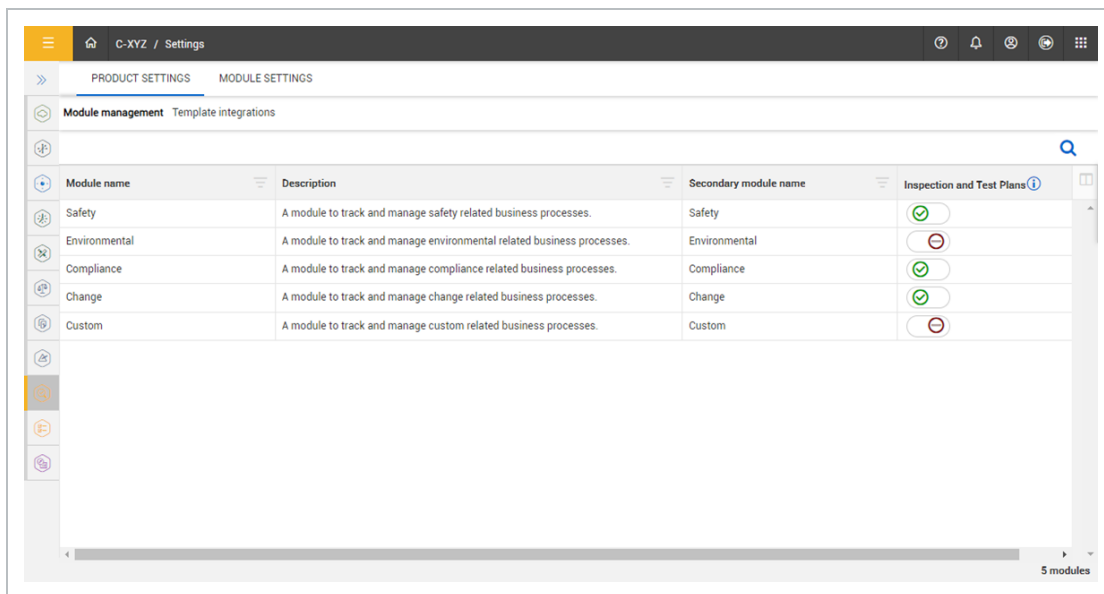 C-XYZ / Settings
PRODUCT SETTINGS MODULE SETTINGS
Module management Template integrations
Module name Description Secondary module name Inspection and Test Plans
Safety A module to track and manage safety related business processes. Safety
Environmental A module to track and manage environmental related business processes. Environmental
Compliance A module to track and manage compliance related business processes. Compliance
Change A module to track and manage change related business processes. Change
Custom A module to track and manage custom related business processes. Custom
5 modules